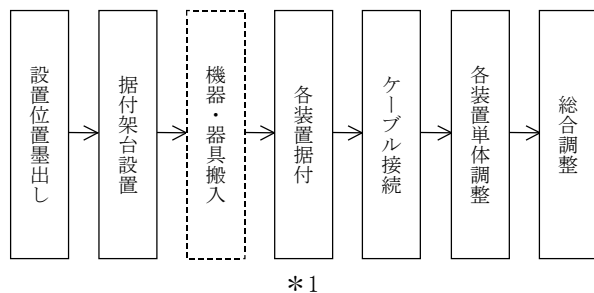 設置位置墨出し
据付架台設置
機器・器具搬入
各装置据付
ケーブル接続
各装置単体調整
総合調整
*1